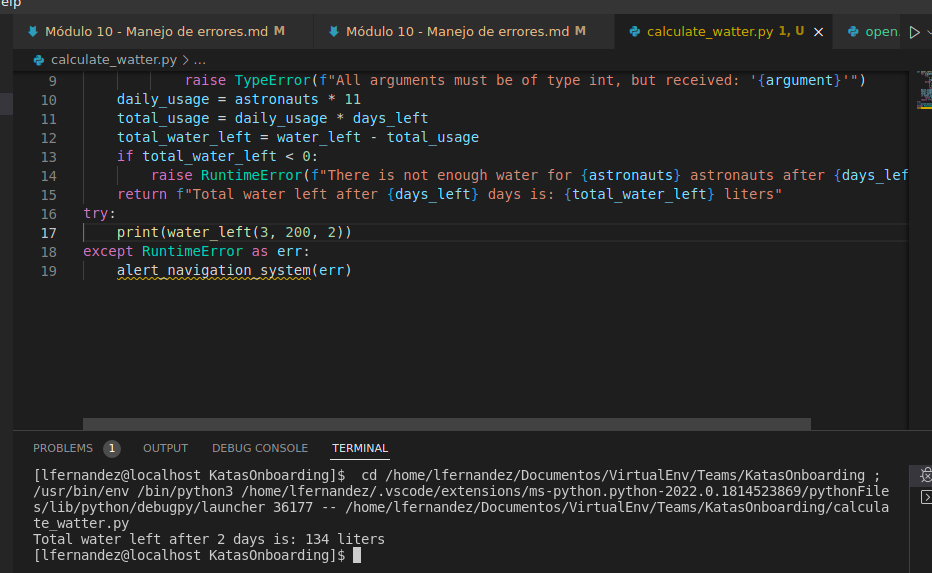 elp
Módulo 10 - Manejo de errores.md M
Módulo 10 - Manejo de errores.md M
calculate_watter.py 1, U
open.
calculate_watter.py > ...
9 raise TypeError(f"All arguments must be of type int, but received: '{argument}'")
10 daily_usage = astronauts * 11
11 total_usage = daily_usage * days_left
12 total_water_left = water_left - total_usage
13 if total_water_left < 0:
14 raise RuntimeError(f"There is not enough water for {astronauts} astronauts after {days_lef
15 return f"Total water left after {days_left} days is: {total_water_left} liters"
16 try:
17 print(water_left(3, 200, 2))
18 except RuntimeError as err:
19 alert_navigation_system(err)
PROBLEMS 1 OUTPUT DEBUG CONSOLE TERMINAL
[lfernandez@localhost KatasOnboarding]$ cd /home/lfernandez/Documentos/VirtualEnv/Teams/KatasOnboarding ;
/usr/bin/env /bin/python3 /home/lfernandez/.vscode/extensions/ms-python.python-2022.0.1814523869/pythonFile
s/lib/python/debugpy/launcher 36177 -- /home/lfernandez/Documentos/VirtualEnv/Teams/KatasOnboarding/calcula
te_watter.py
Total water left after 2 days is: 134 liters
[lfernandez@localhost KatasOnboarding]$